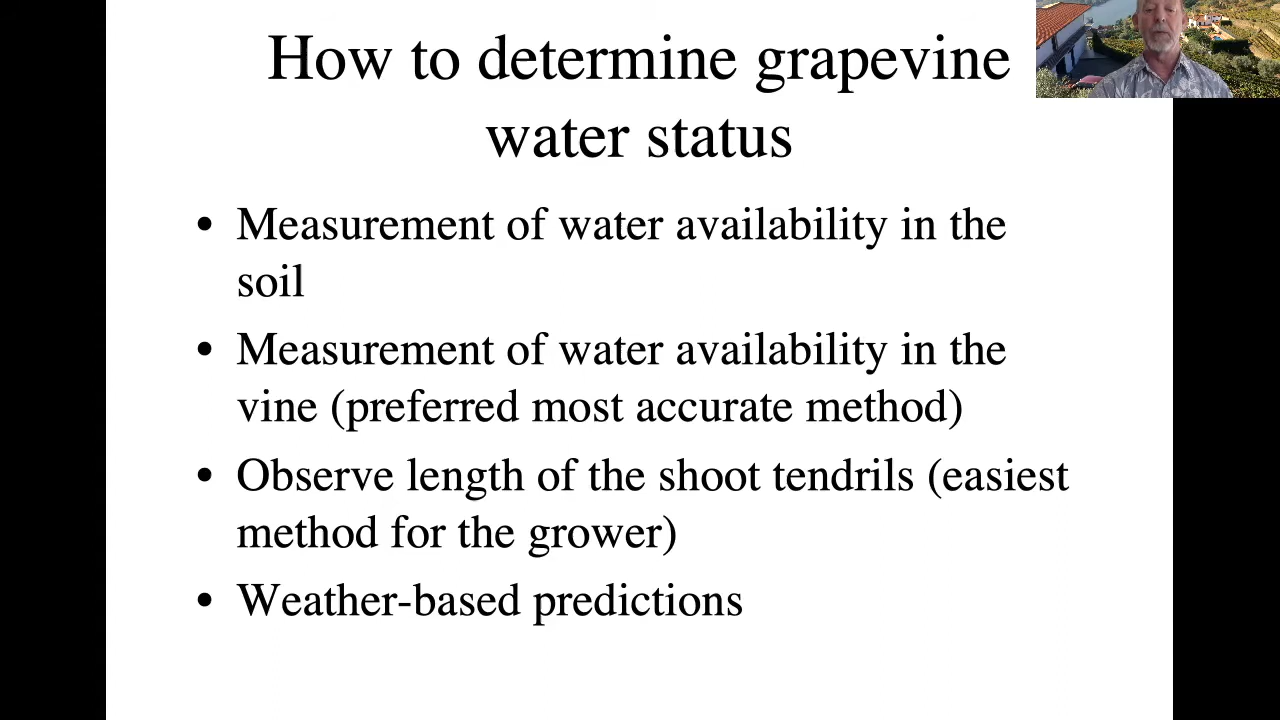 How to determine grapevine
water status
• Measurement of water availability in the
soil
• Measurement of water availability in the
vine (preferred most accurate method)
• Observe length of the shoot tendrils (easiest
method for the grower)
• Weather-based predictions